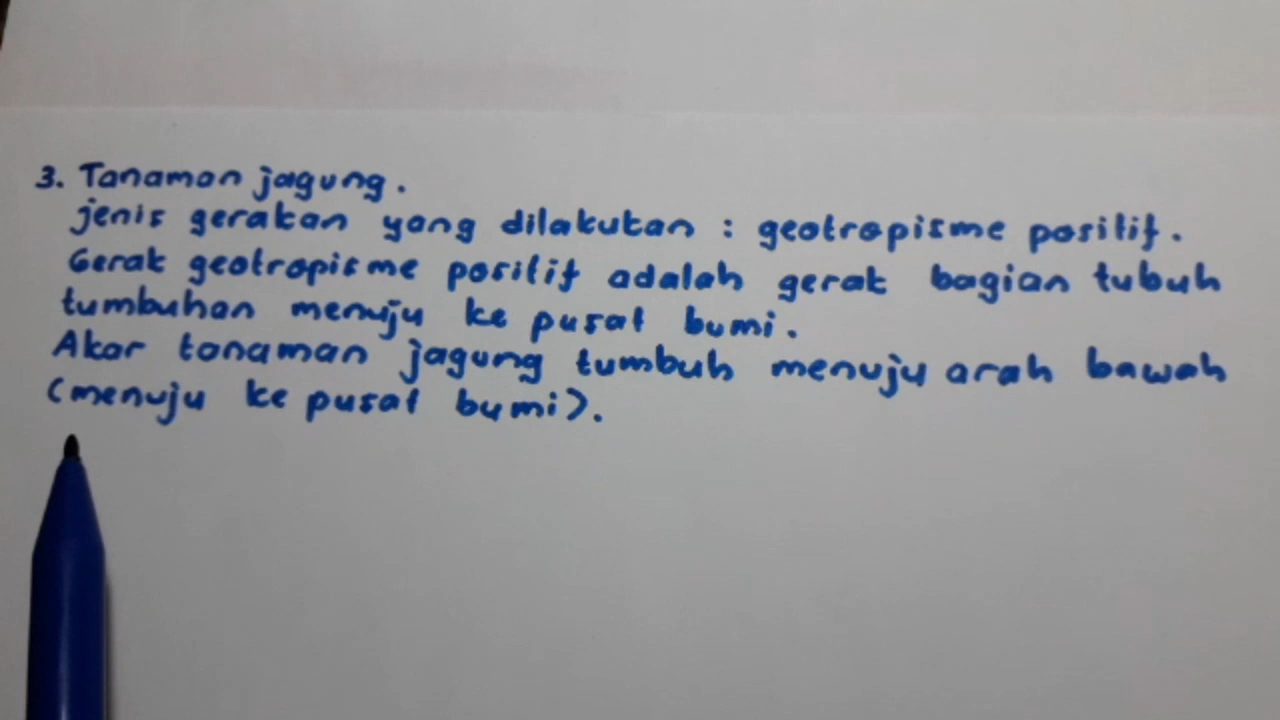 3. Tanaman jagung.
jenis gerakan yang dilakukan : geotropisme positif.
Gerak geotropisme positif adalah gerak bagian tubuh
tumbuhan menuju ke pusat bumi.
Akar tanaman jagung tumbuh menuju arah bawah
(menuju ke pusat bumi).